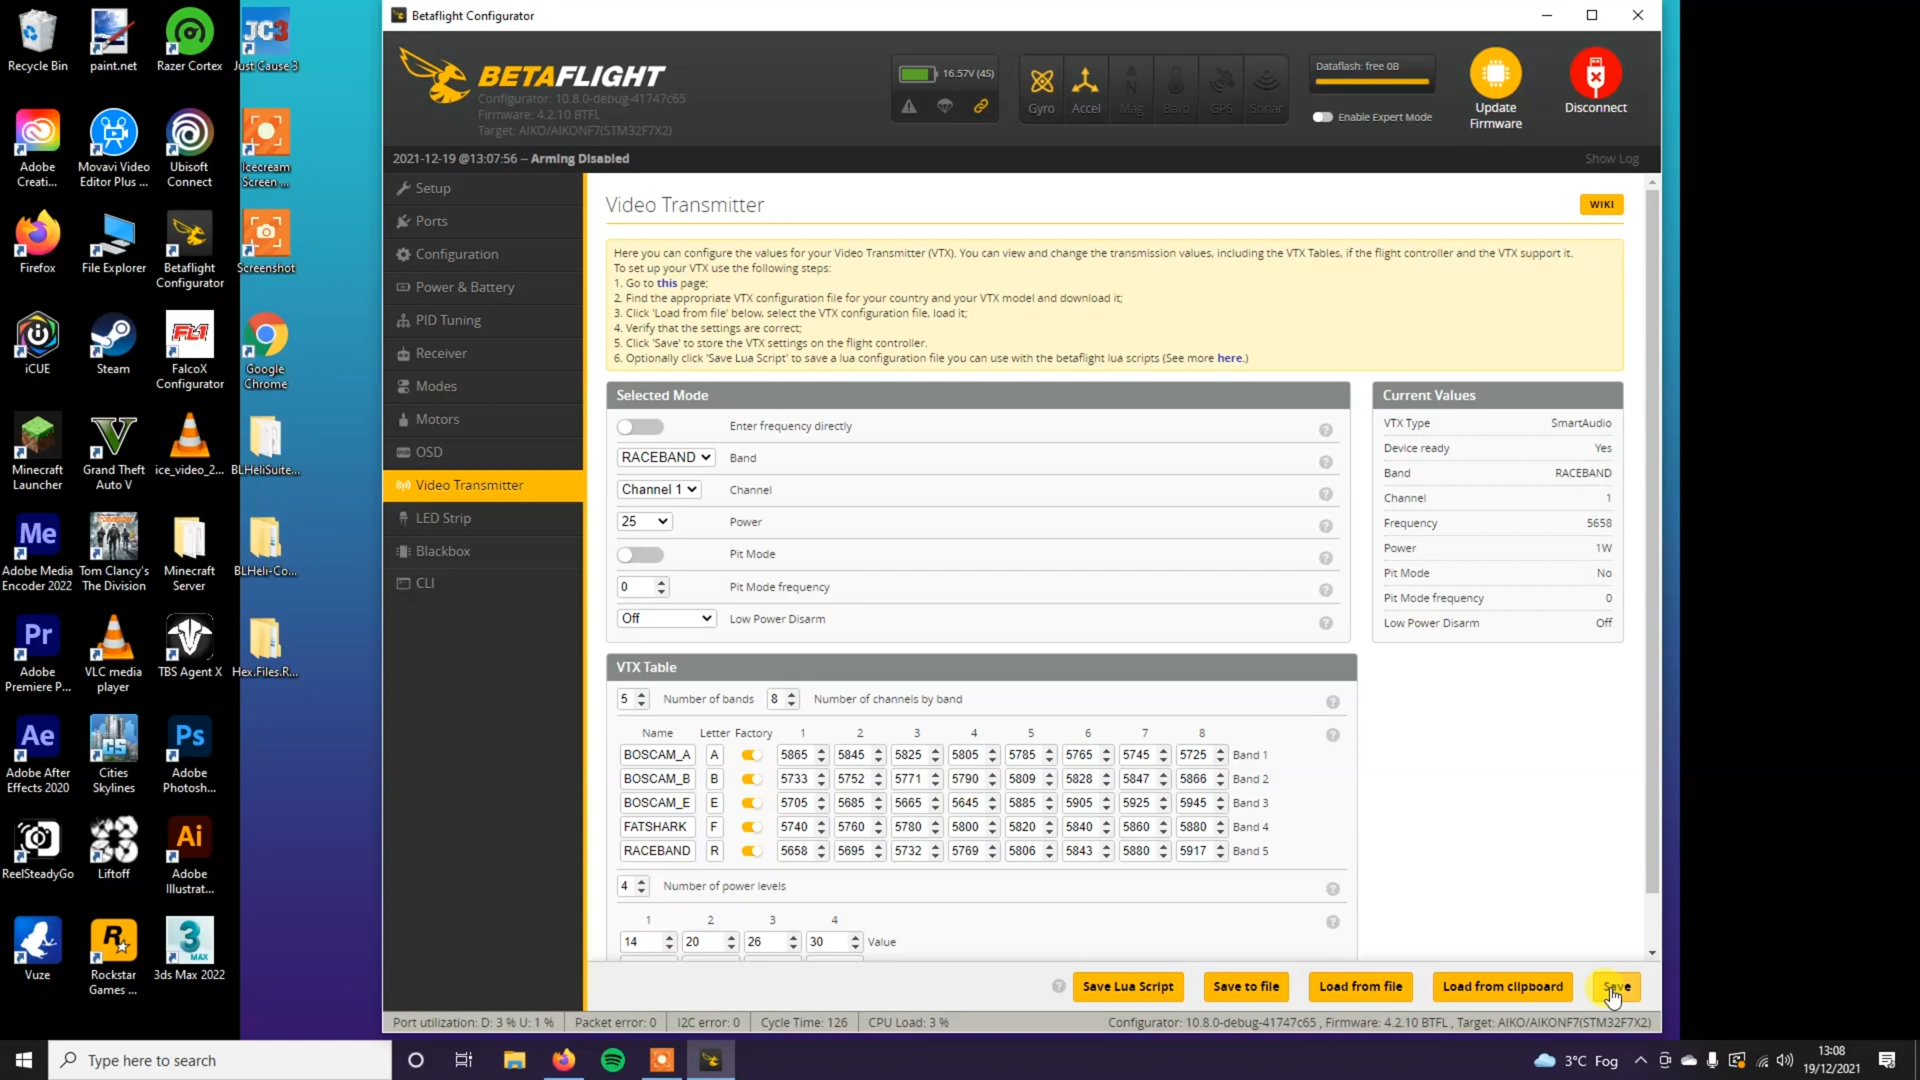 Recycle Bin
paint.net
Razer Cortex
JC3
Just Cause 3
Adobe Creati...
Movavi Video Editor Plus ...
Ubisoft Connect
Icecream Screen ...
Firefox
File Explorer
Betaflight Configurator
Screenshot
iCUE
Steam
FL1
FalcoX Configurator
Google Chrome
Minecraft Launcher
V
Grand Theft Auto V
ice_video_2...
BLHeliSuite...
Me
Adobe Media Encoder 2022
Tom Clancy's The Division
Minecraft Server
BLHeli-Co...
Pr
Adobe Premiere P...
VLC media player
TBS Agent X
Hex.Files.R...
Ae
Adobe After Effects 2020
CS
Cities Skylines
Ps
Adobe Photosh...
ReelSteadyGo
Liftoff
Ai
Adobe Illustrat...
Vuze
R
Rockstar Games ...
3
MAX
3ds Max 2022
Betaflight Configurator
BETAFLIGHT
Configurator: 10.8.0-debug-41747c65
Firmware: 4.2.10 BTFL
Target: AIKO/AIKONF7(STM32F7X2)
16.57V (4S)
Gyro
Accel
Mag
Baro
GPS
Sonar
Dataflash: free 0B
Enable Expert Mode
Update Firmware
Disconnect
2021-12-19 @13:07:56 -- Arming Disabled
Show Log
Setup
Ports
Configuration
Power & Battery
PID Tuning
Receiver
Modes
Motors
OSD
Video Transmitter
LED Strip
Blackbox
CLI
Video Transmitter
WIKI
Here you can configure the values for your Video Transmitter (VTX). You can view and change the transmission values, including the VTX Tables, if the flight controller and the VTX support it.
To set up your VTX use the following steps:
1. Go to this page;
2. Find the appropriate VTX configuration file for your country and your VTX model and download it;
3. Click 'Load from file' below, select the VTX configuration file, load it;
4. Verify that the settings are correct;
5. Click 'Save' to store the VTX settings on the flight controller.
6. Optionally click 'Save Lua Script' to save a lua configuration file you can use with the betaflight lua scripts (See more here.)
Selected Mode
Enter frequency directly
RACEBAND Band
Channel 1 Channel
25 Power
Pit Mode
0 Pit Mode frequency
Off Low Power Disarm
Current Values
VTX Type SmartAudio
Device ready Yes
Band RACEBAND
Channel 1
Frequency 5658
Power 1W
Pit Mode No
Pit Mode frequency 0
Low Power Disarm Off
VTX Table
5 Number of bands 8 Number of channels by band
Name Letter Factory 1 2 3 4 5 6 7 8
BOSCAM_A A 5865 5845 5825 5805 5785 5765 5745 5725 Band 1
BOSCAM_B B 5733 5752 5771 5790 5809 5828 5847 5866 Band 2
BOSCAM_E E 5705 5685 5665 5645 5885 5905 5925 5945 Band 3
FATSHARK F 5740 5760 5780 5800 5820 5840 5860 5880 Band 4
RACEBAND R 5658 5695 5732 5769 5806 5843 5880 5917 Band 5
4 Number of power levels
1 2 3 4
14 20 26 30 Value
Save Lua Script
Save to file
Load from file
Load from clipboard
Save
Port utilization: D: 3 % U: 1 %
Packet error: 0
I2C error: 0
Cycle Time: 126
CPU Load: 3 %
Configurator: 10.8.0-debug-41747c65 , Firmware: 4.2.10 BTFL , Target: AIKO/AIKONF7(STM32F7X2)
Type here to search
3°C Fog
13:08
19/12/2021